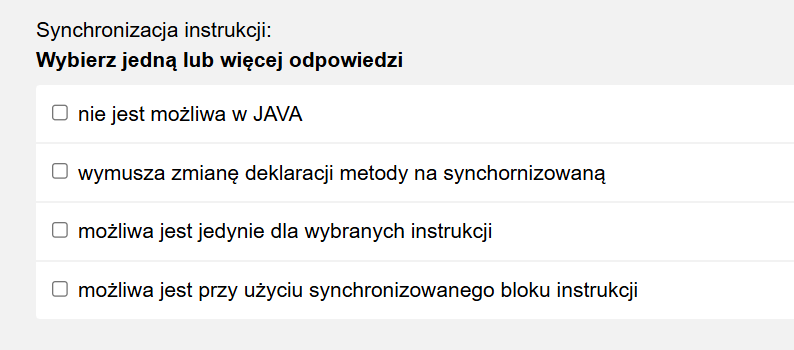 Synchronizacja instrukcji:
Wybierz jedną lub więcej odpowiedzi
nie jest możliwa w JAVA
wymusza zmianę deklaracji metody na synchornizowaną
możliwa jest jedynie dla wybranych instrukcji
możliwa jest przy użyciu synchronizowanego bloku instrukcji